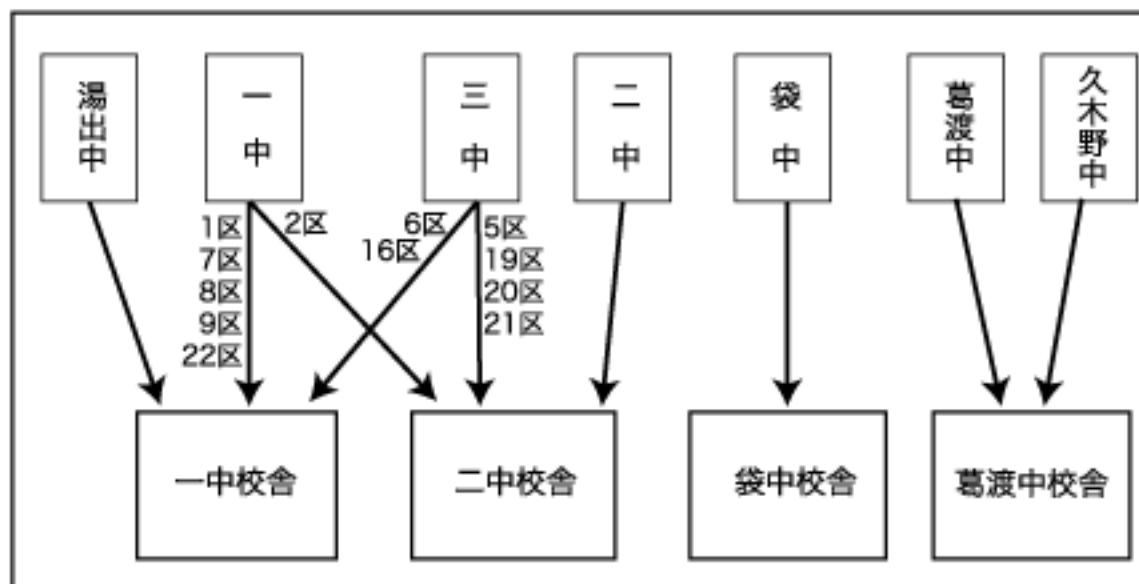 湯出中
一中
三中
二中
袋中
葛渡中
久木野中
1区
7区
8区
9区
22区
2区
6区
16区
5区
19区
20区
21区
一中校舎
二中校舎
袋中校舎
葛渡中校舎